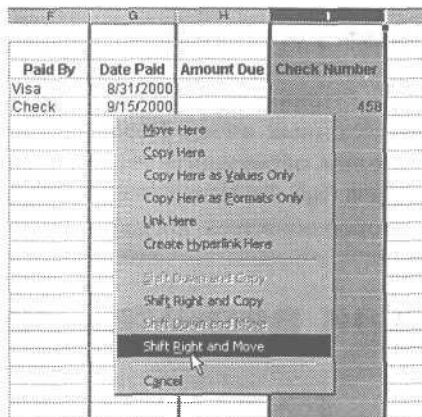 F G H I
Paid By Date Paid Amount Due Check Number
Visa 8/31/2000
Check 9/15/2000 458
Move Here
Copy Here
Copy Here as Values Only
Copy Here as Formats Only
Link Here
Create Hyperlink Here
Shift Down and Copy
Shift Right and Copy
Shift Down and Move
Shift Right and Move
Cancel